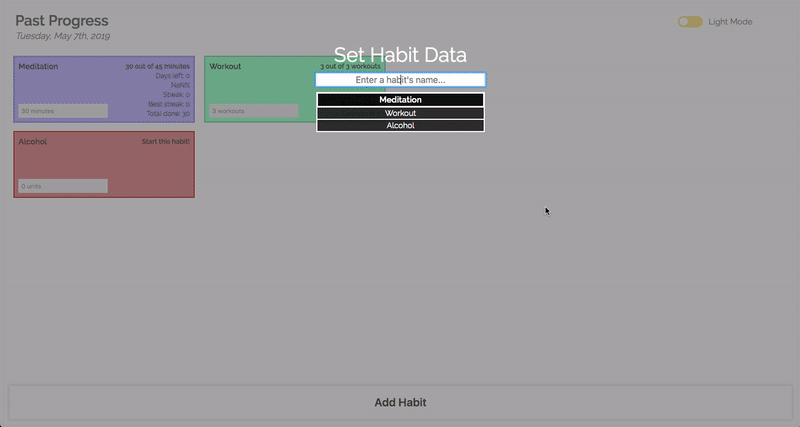 Past Progress
Tuesday, May 7th, 2019
Light Mode
Set Habit Data
Enter a habit's name...
Meditation
Workout
Alcohol
Meditation
30 out of 45 minutes
Days left: 0
NaN%
Streak: 0
Best streak: 0
Total done: 30
30 minutes
Workout
3 out of 3 workouts
3 workouts
Alcohol
Start this habit!
0 units
Add Habit